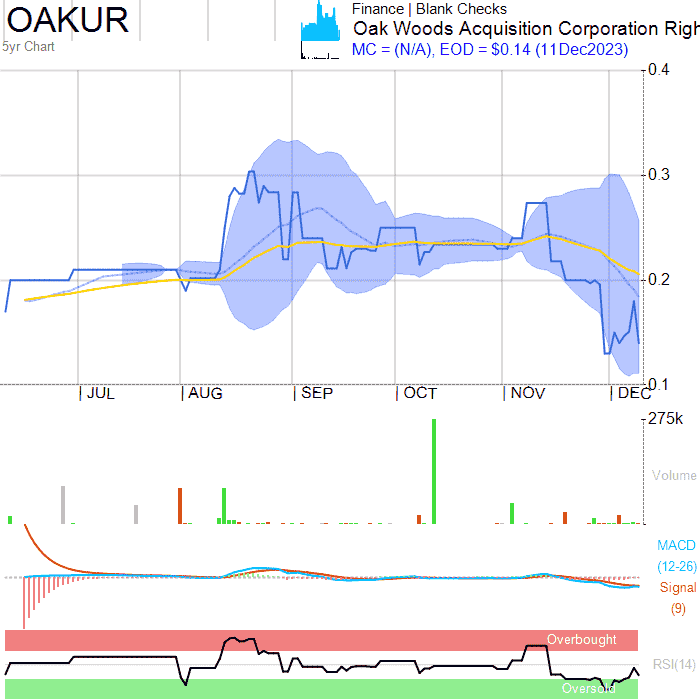 OAKUR
5yr Chart
Finance | Blank Checks
Oak Woods Acquisition Corporation Righ
MC = (N/A), EOD = $0.14 (11Dec2023)
0.4
0.3
0.2
0.1
JUL
AUG
SEP
OCT
NOV
DEC
275k
Volume
MACD
(12-26)
Signal
(9)
Overbought
RSI(14)
Oversold